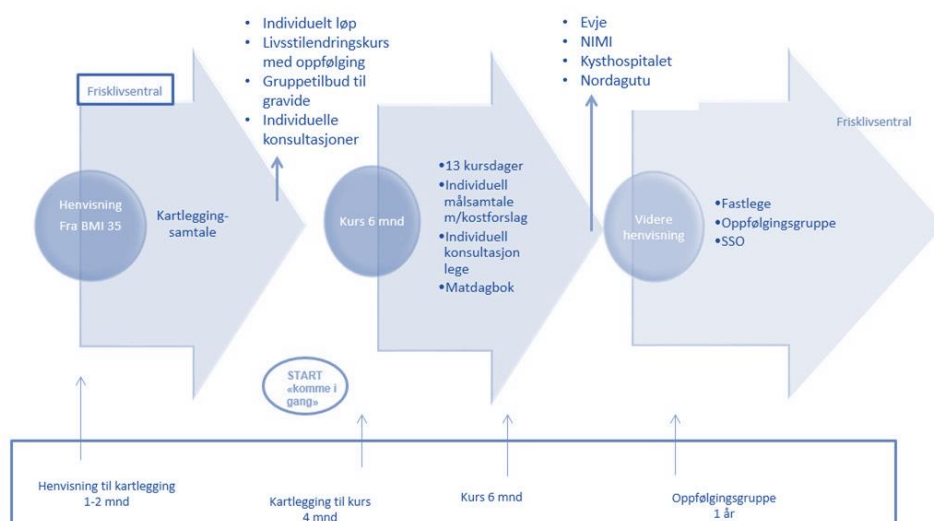 • Individuelt løp
• Livsstilendringskurs
med oppfølging
• Gruppetilbud til
gravide
• Individuelle
konsultasjoner
• Evje
• NIMI
• Kysthospitalet
• Nordagutu
Frisklivsentral
Frisklivsentral
Henvisning
Fra BMI 35
Kartlegging-
samtale
Kurs 6 mnd
•13 kursdager
•Individuell
målsamtale
m/kostforslag
•Individuell
konsultasjon
lege
•Matdagbok
Videre
henvisning
•Fastlege
•Oppfølgingsgruppe
•SSO
START
«komme i
gang»
Henvisning til kartlegging
1-2 mnd
Kartlegging til kurs
4 mnd
Kurs 6 mnd
Oppfølgingsgruppe
1 år